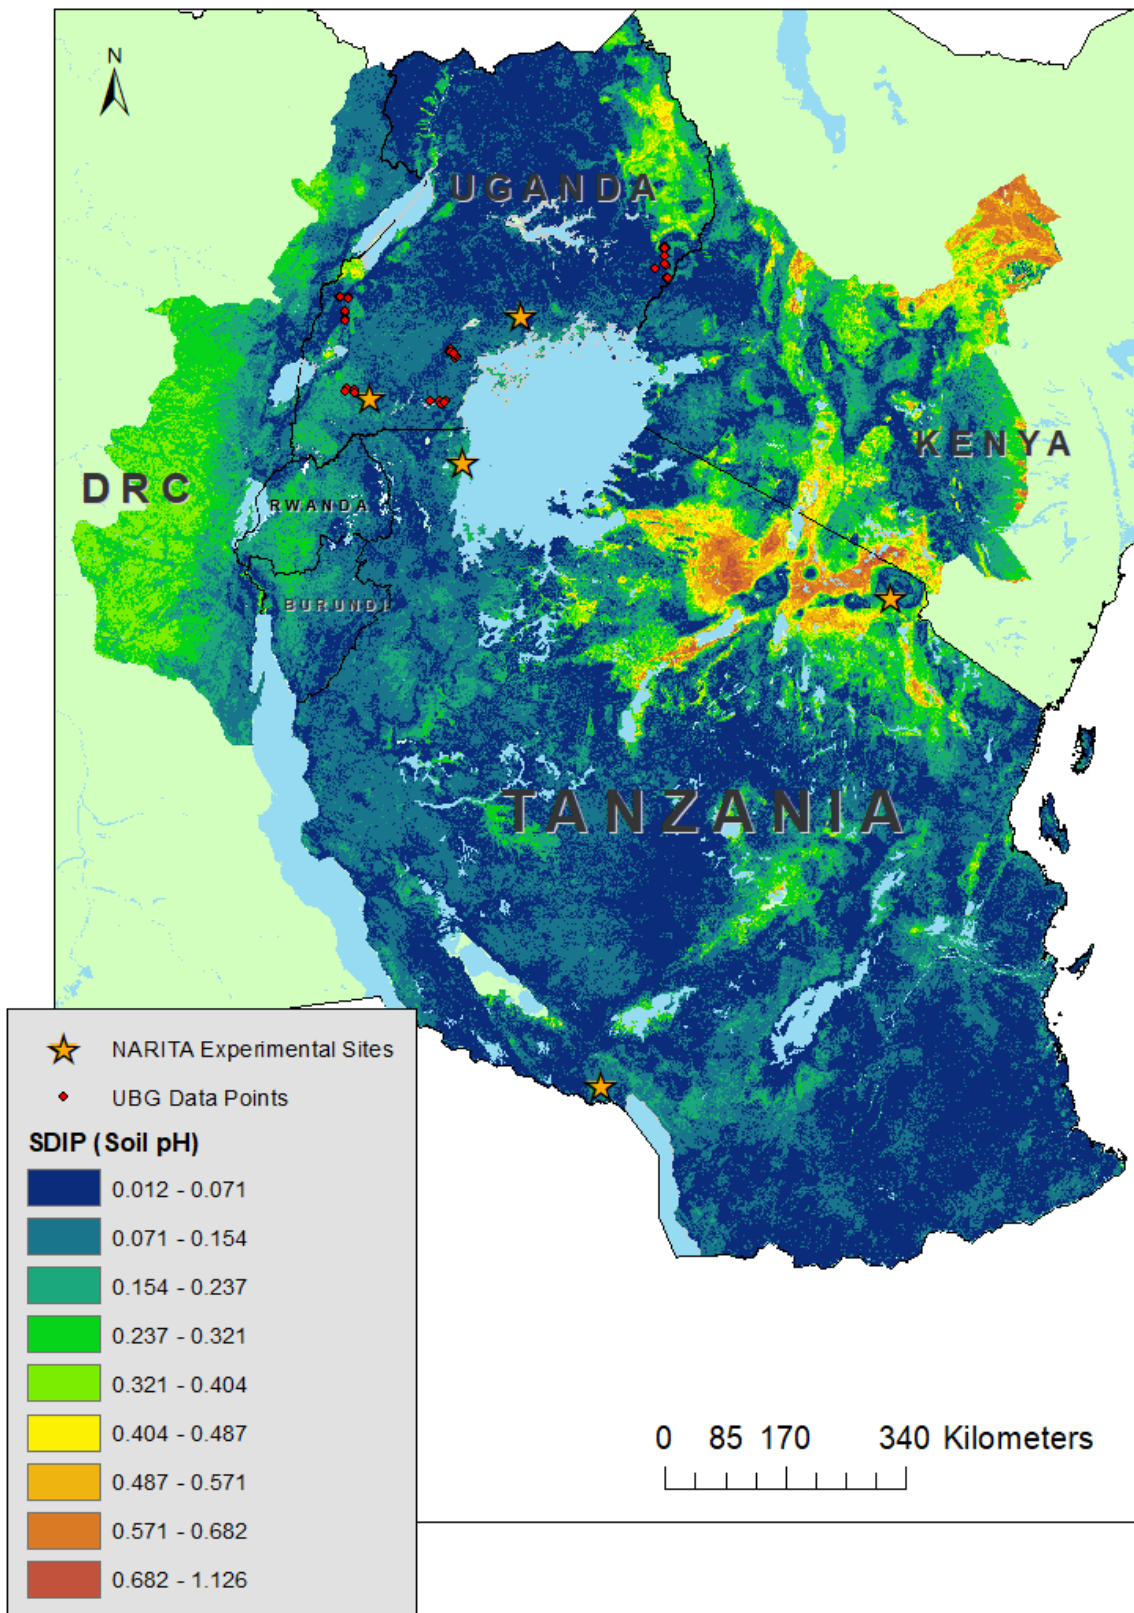 N
UGANDA
KENYA
DRC
RWANDA
BURUNDI
TANZANIA
NARITA Experimental Sites
UBG Data Points
SDIP (Soil pH)
0.012 - 0.071
0.071 - 0.154
0.154 - 0.237
0.237 - 0.321
0.321 - 0.404
0.404 - 0.487
0.487 - 0.571
0.571 - 0.682
0.682 - 1.126
0 85 170 340 Kilometers